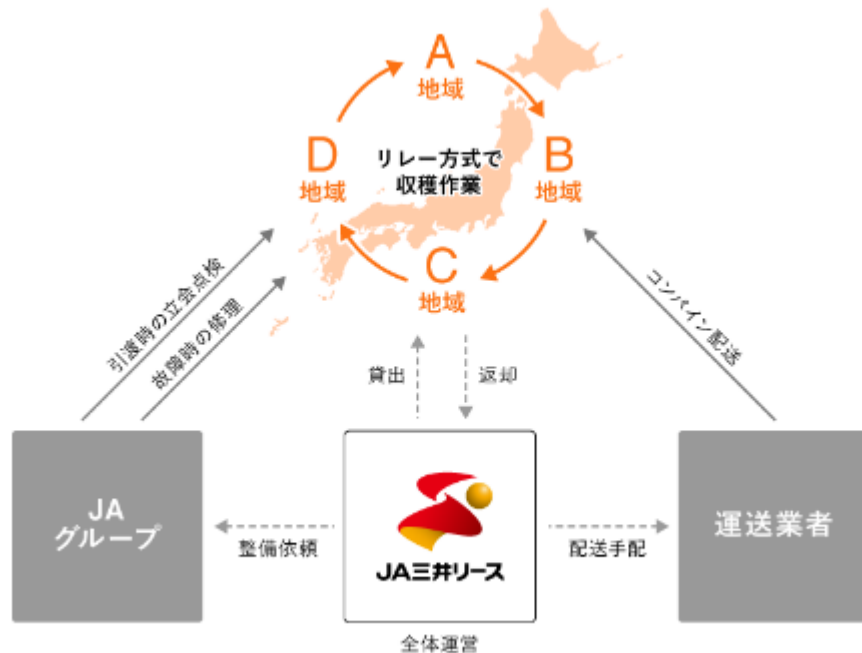 A
地域
D
地域
リレー方式で
収穫作業
B
地域
C
地域
引渡時の立会点検
故障時の修理
コンバイン配送
貸出
返却
JA
グループ
整備依頼
JA三井リース
配送手配
運送業者
全体運営